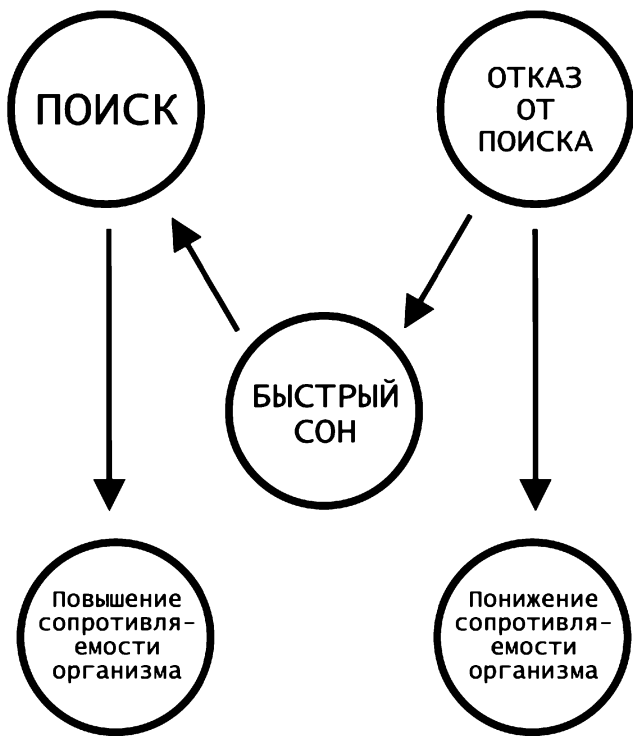 ПОИСК
ОТКАЗ
ОТ
ПОИСКА
БЫСТРЫЙ
СОН
Повышение
сопротивля-
емости
организма
Понижение
сопротивля-
емости
организма